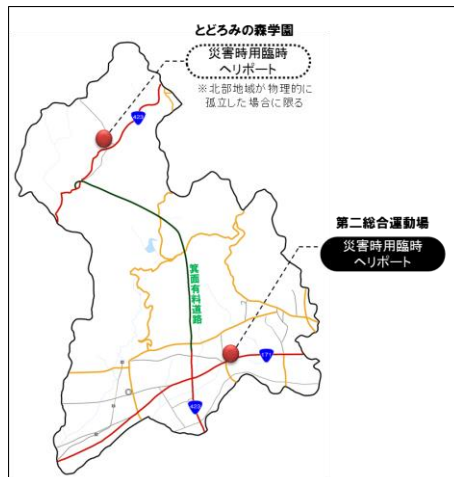 とどろみの森学園
災害時用臨時
ヘリポート
※北部地域が物理的に
孤立した場合に限る
423
第二総合運動場
災害時用臨時
ヘリポート
箕面有料道路
171
423